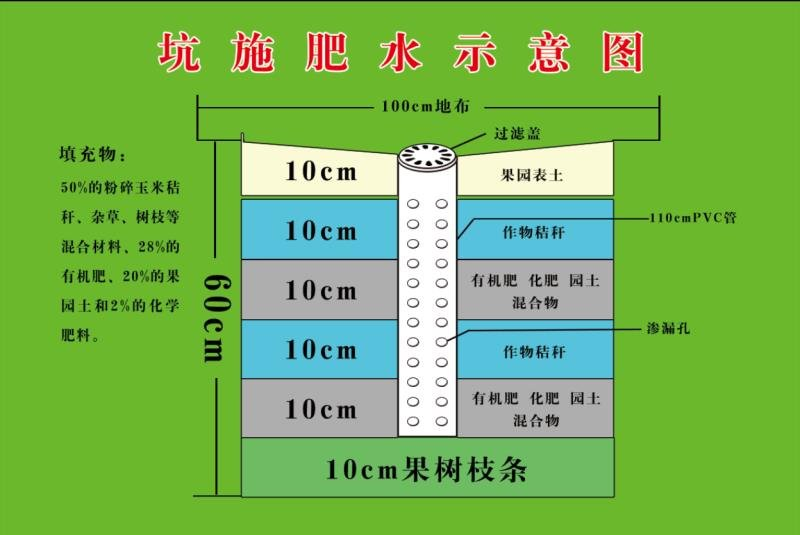 坑施肥水示意图
100cm地布
过滤盖
填充物：
50%的粉碎玉米秸
秆、杂草、树枝等
混合材料、28%的
有机肥、20%的果
园土和2%的化学
肥料。
60cm
10cm
果园表土
10cm
作物秸秆
110cmPVC管
10cm
有机肥 化肥 园土
混合物
10cm
作物秸秆
渗漏孔
10cm
有机肥 化肥 园土
混合物
10cm果树枝条